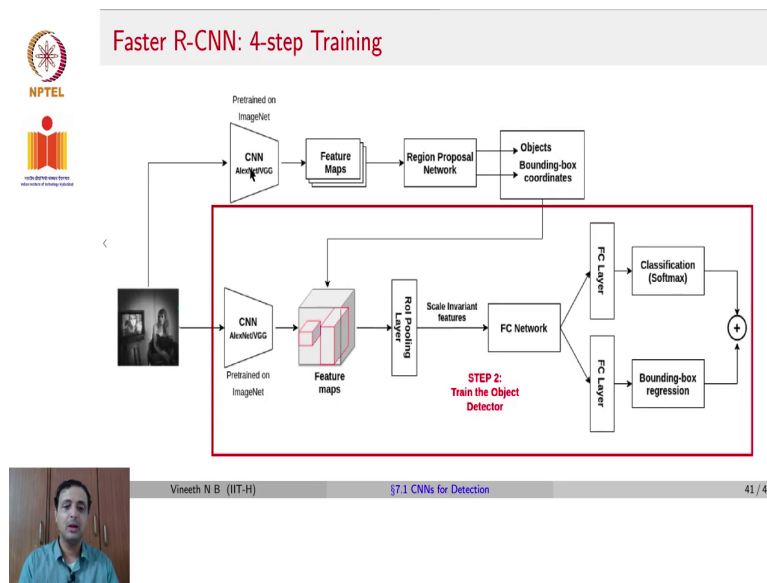 Faster R-CNN: 4-step Training
NPTEL
Pretrained on
ImageNet
CNN
AlexNet/VGG
Feature
Maps
Region Proposal
Network
Objects
Bounding-box
coordinates
CNN
AlexNet/VGG
Pretrained on
ImageNet
Feature
maps
RoI Pooling
Layer
Scale Invariant
features
FC Network
FC Layer
Classification
(Softmax)
+
FC Layer
Bounding-box
regression
STEP 2:
Train the Object
Detector
Vineeth N B (IIT-H)
§7.1 CNNs for Detection
41 / 4